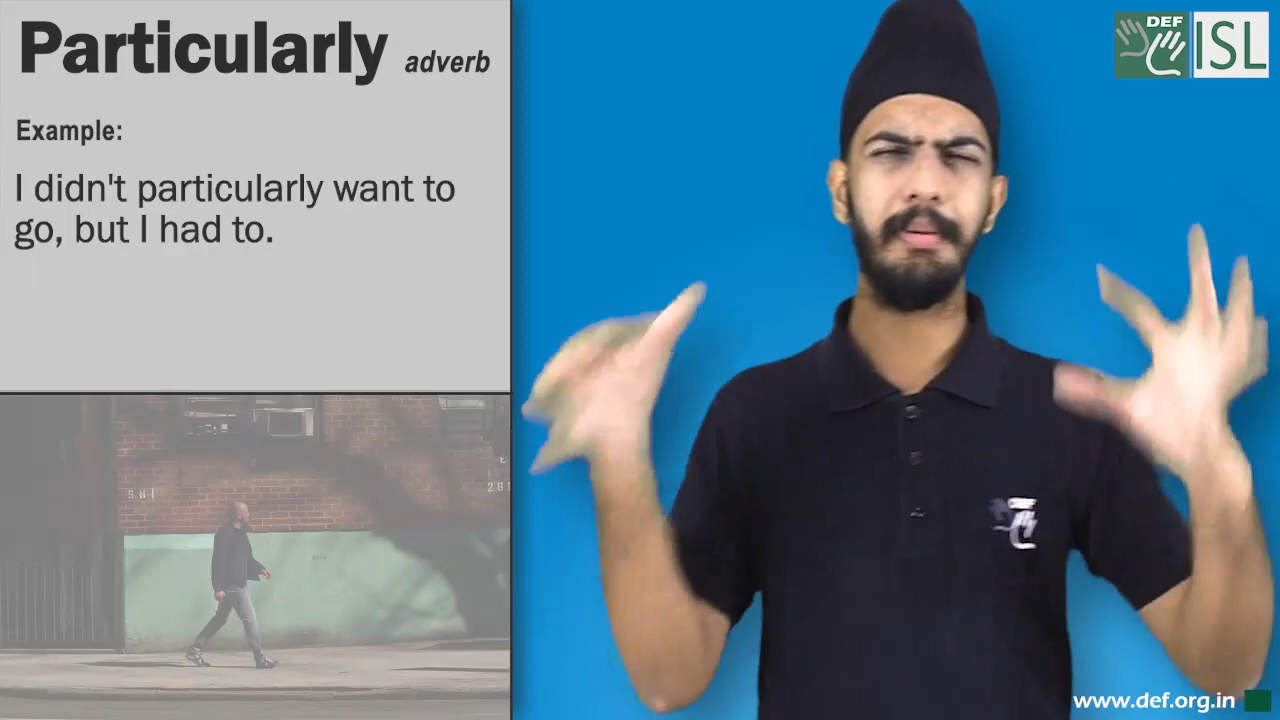 Particularly adverb
Example:
I didn't particularly want to
go, but I had to.
DEF
ISL
www.def.org.in